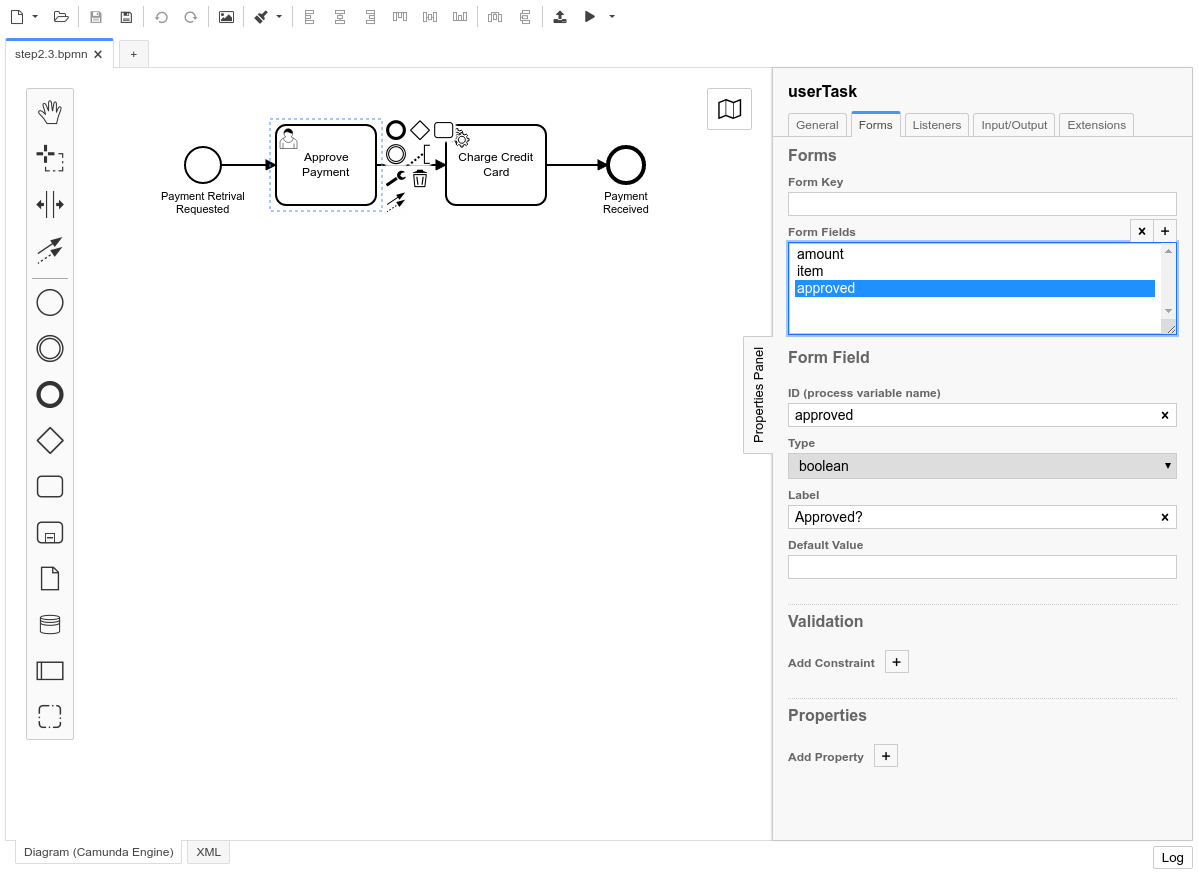 step2.3.bpmn
Approve
Payment
Charge Credit
Card
Payment Retrival
Requested
Payment
Received
Properties Panel
userTask
General
Forms
Listeners
Input/Output
Extensions
Forms
Form Key
Form Fields
amount
item
approved
Form Field
ID (process variable name)
approved
Type
boolean
Label
Approved?
Default Value
Validation
Add Constraint
Properties
Add Property
Diagram (Camunda Engine)
XML
Log